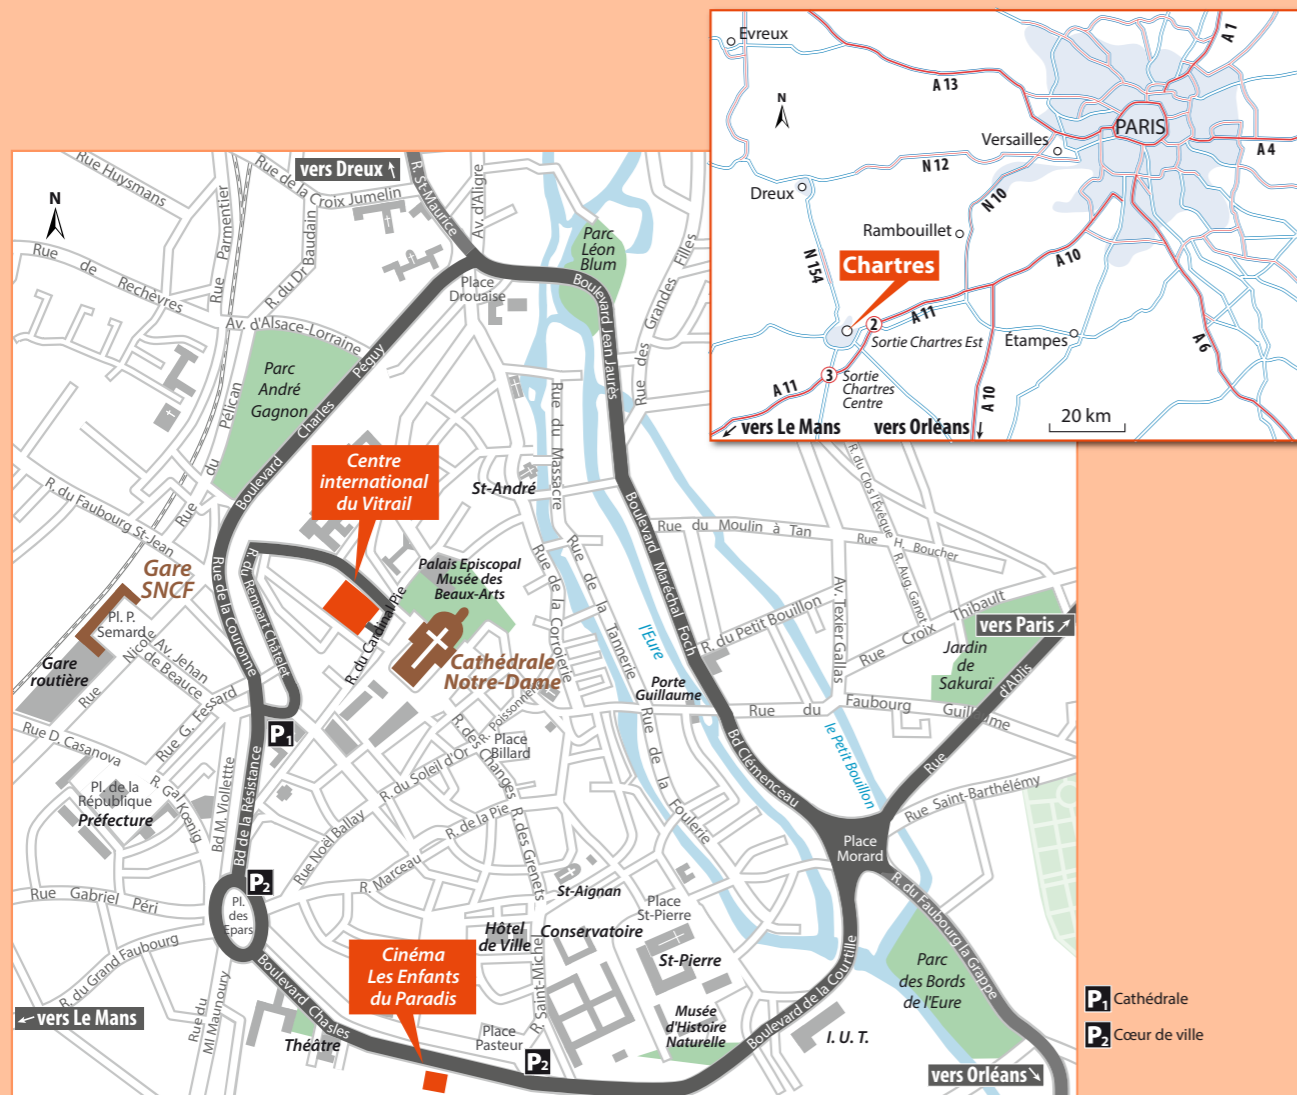 Evreux
A 13
A 1
N
PARIS
Versailles
A 4
N 12
Dreux
N 10
Rambouillet
N 154
A 10
Chartres
2
A 11
Sortie Chartres Est
Étampes
A 6
3
Sortie
Chartres
Centre
A 11
A 10
20 km
vers Le Mans
vers Orléans
N
Rue Huysmans
vers Dreux
Rue de la Croix Jumelin
R. St-Maurice
Av. d'Aligre
Rue Parmentier
R. du Dr Baudain
Rue de Rechèvres
Parc
Léon
Blum
Place
Drouaise
Boulevard Jean Jaurès
Rue des Grandes Filles
Av. d'Alsace-Lorraine
Parc
André
Gagnon
Boulevard Charles Péguy
Rue du Pélican
R. du Faubourg St-Jean
Centre
international
du Vitrail
St-André
Rue du Massacre
Gare
SNCF
Pl. P.
Semard
Gare
routière
Rue Nicole
Av. Jehan
de Beauce
Rue de la Couronne
R. du Rempart Châtelet
R. du Cardinal Pie
Palais Episcopal
Musée des
Beaux-Arts
Cathédrale
Notre-Dame
Rue de la Corroierie
Rue de la Tannerie
l'Eure
Boulevard Maréchal Foch
Rue du Moulin à Tan
R. du Clos l'Évêque
Rue H. Boucher
R. Aug. Ganot
Av. Texier Gallas
R. du Petit Bouillon
Rue Croix Thibault
vers Paris
Jardin
de
Sakuraï
Rue d'Ablis
Porte
Guillaume
Rue du Faubourg Guillaume
le Petit Bouillon
Bd Clémenceau
Rue Saint-Barthélémy
Place
Morard
Rue G. Fessard
P1
Rue D. Casanova
Pl. de la
République
Préfecture
R. Gal Kœnig
Bd M. Viollette
Bd de la Résistance
R. des Changes
R. Poissonnerie
Place
Billard
R. du Soleil d'Or
Rue Noël Ballay
R. de la Pie
R. Marceau
R. des Grenets
Rue de la Foulerie
P2
Rue Gabriel Péri
Pl.
des
Epars
R. du Grand Faubourg
Rue du
Ml Maunoury
vers Le Mans
Boulevard Chasles
Théâtre
Cinéma
Les Enfants
du Paradis
Hôtel
de Ville
St-Aignan
Conservatoire
Place
St-Pierre
St-Pierre
R. Saint-Michel
Place
Pasteur
P2
Musée
d'Histoire
Naturelle
Boulevard de la Courtille
I. U. T.
R. du Faubourg la Grappe
Parc
des Bords
de l'Eure
vers Orléans
P1 Cathédrale
P2 Cœur de ville